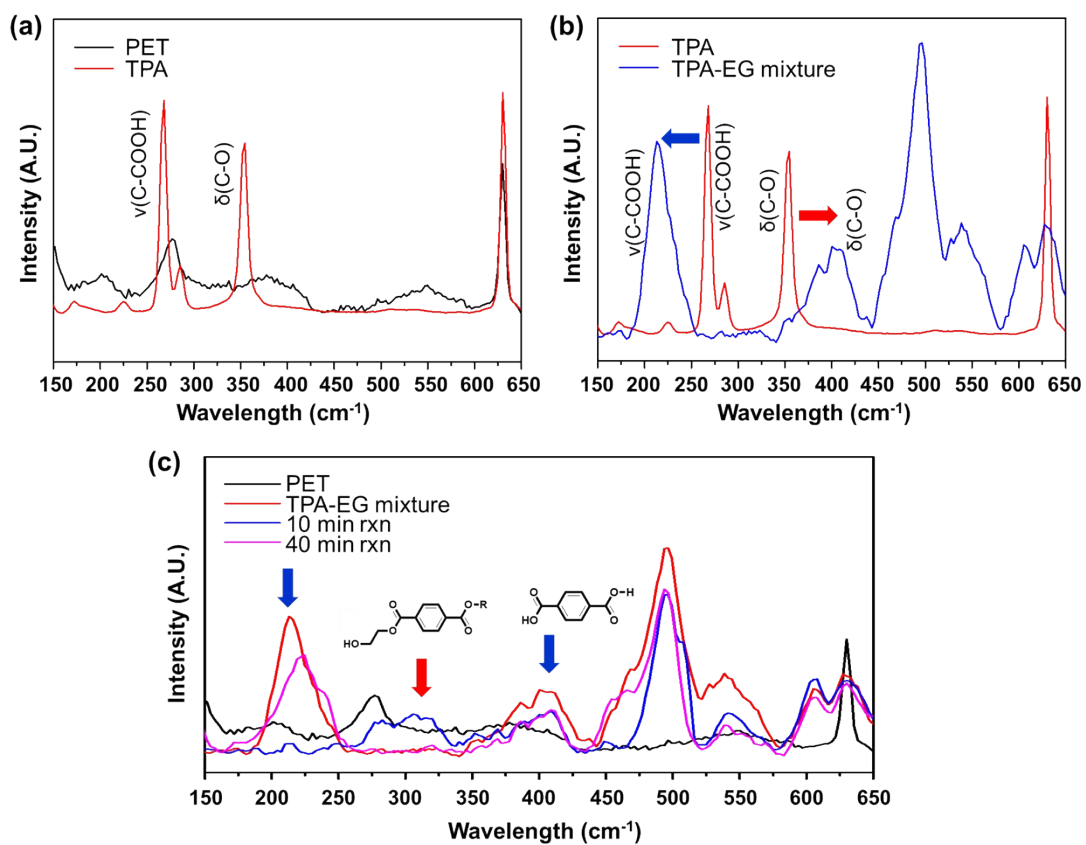 (a)
PET
TPA
ν(C-COOH)
δ(C-O)
Intensity (A.U.)
150 200 250 300 350 400 450 500 550 600 650
Wavelength (cm-1)
(b)
TPA
TPA-EG mixture
ν(C-COOH)
ν(C-COOH)
δ(C-O)
δ(C-O)
Intensity (A.U.)
150 200 250 300 350 400 450 500 550 600 650
Wavelength (cm-1)
(c)
PET
TPA-EG mixture
10 min rxn
40 min rxn
O O-R
HO O O
O O-H
HO O
Intensity (A.U.)
150 200 250 300 350 400 450 500 550 600 650
Wavelength (cm-1)